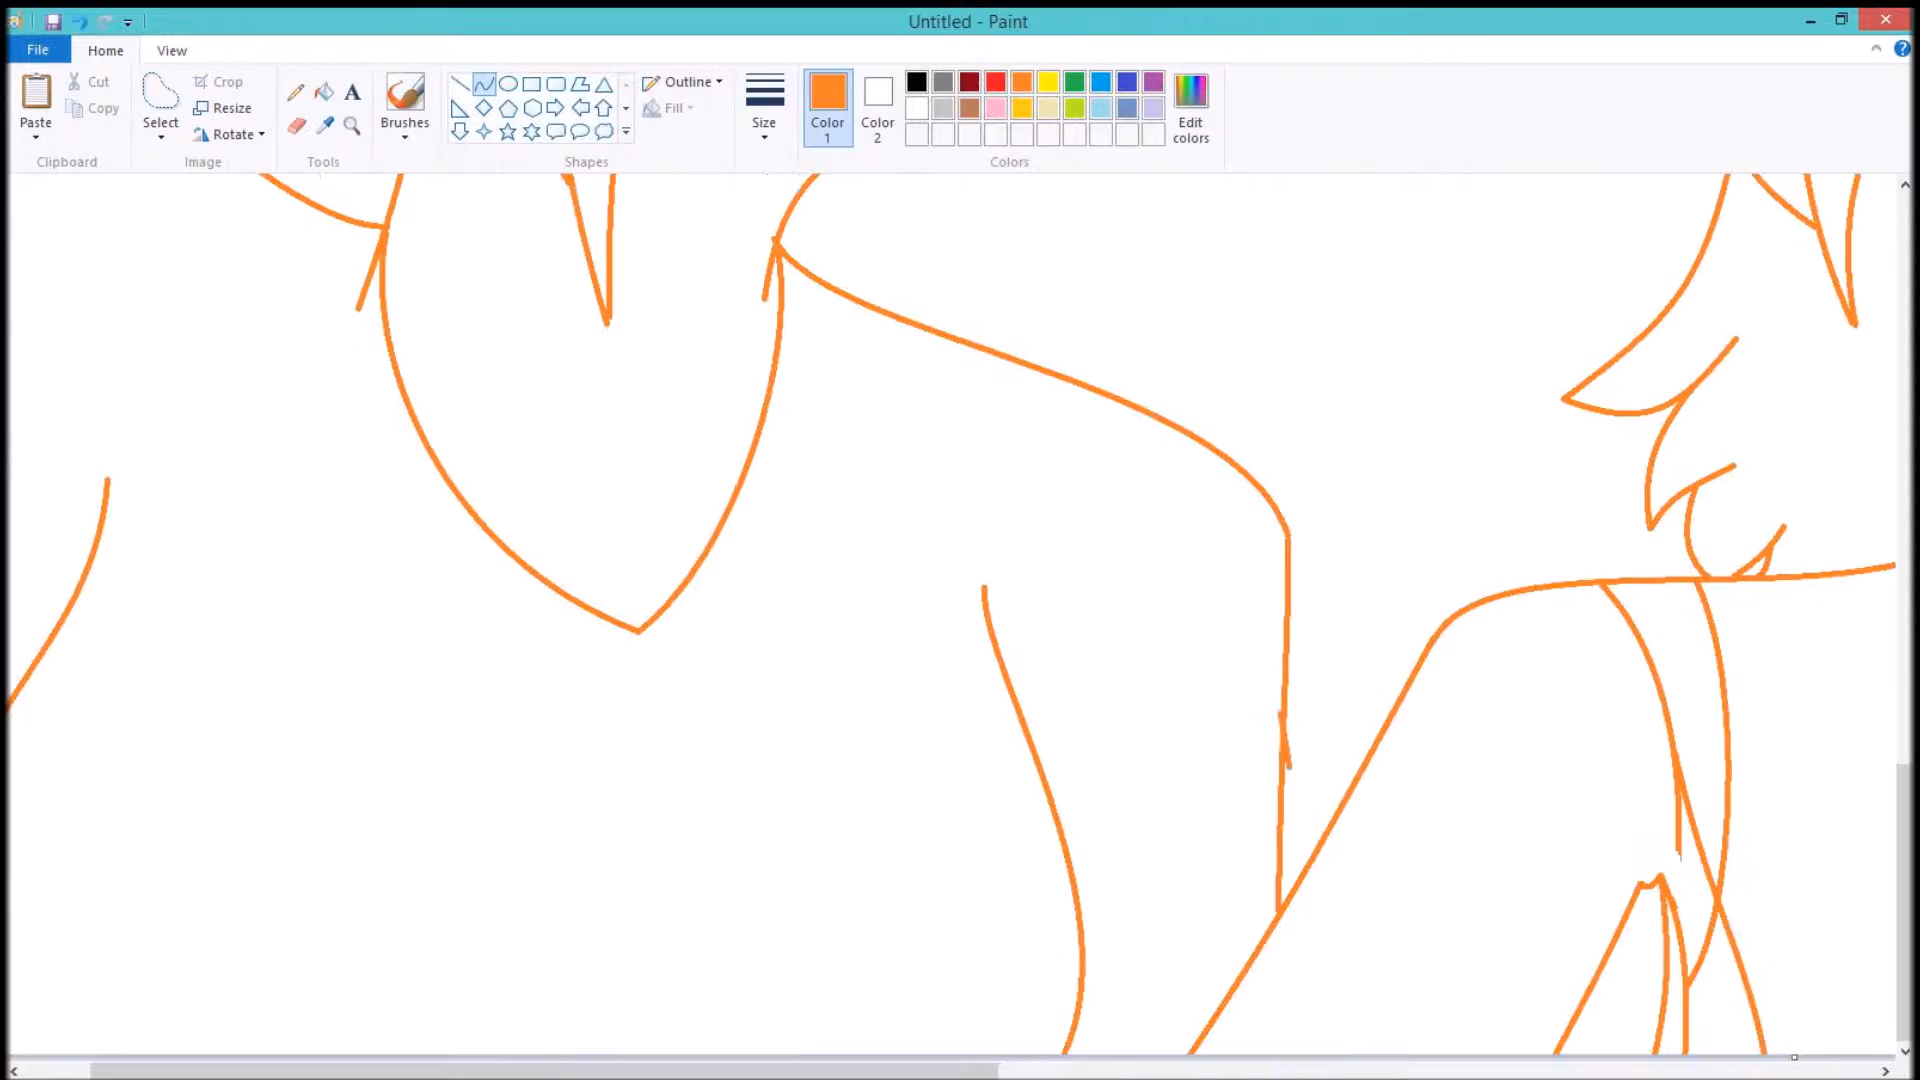 Untitled - Paint
File Home View
Cut
Copy
Paste
Clipboard
Select
Crop
Resize
Rotate
Image
A
Tools
Brushes
Outline
Fill
Shapes
Size
Color 1
Color 2
Edit colors
Colors